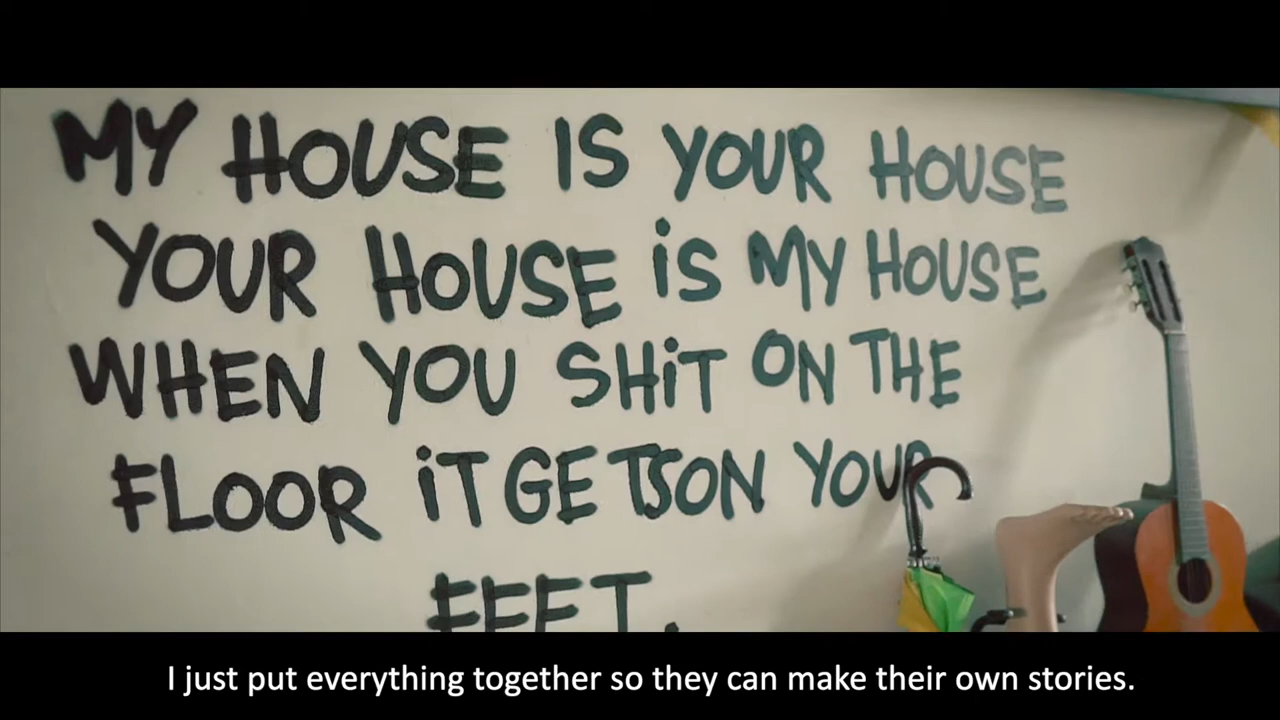 MY HOUSE IS YOUR HOUSE
YOUR HOUSE iS MY HOUSE
WHEN YOU SHiT ON THE
FLOOR iT GETSON YOUR
FEET.
I just put everything together so they can make their own stories.